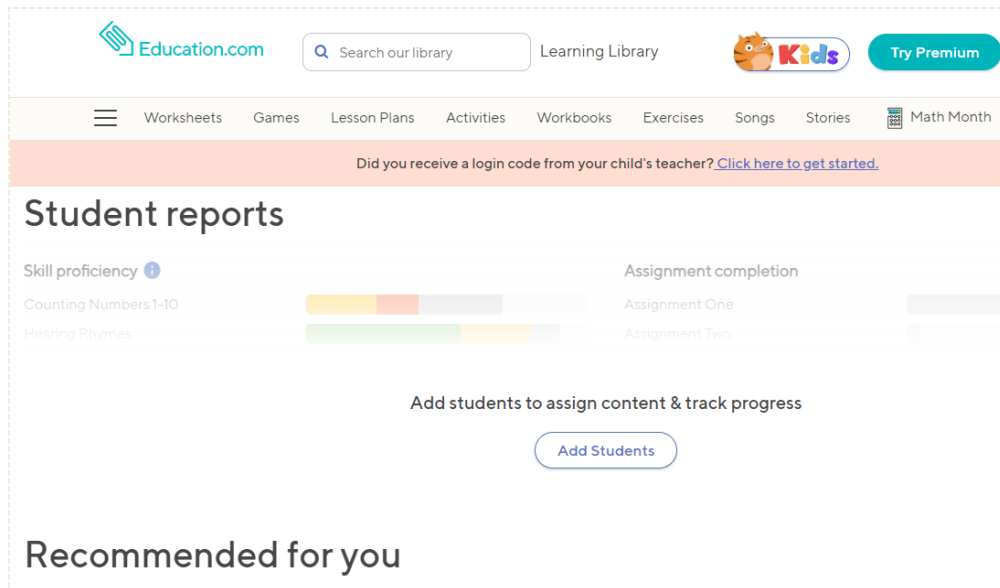 Education.com
Search our library
Learning Library
Kids
Try Premium
Worksheets Games Lesson Plans Activities Workbooks Exercises Songs Stories Math Month
Did you receive a login code from your child's teacher? Click here to get started.
Student reports
Skill proficiency
Assignment completion
Counting Numbers 1-10
Assignment One
Hearing Rhymes
Assignment Two
Add students to assign content & track progress
Add Students
Recommended for you